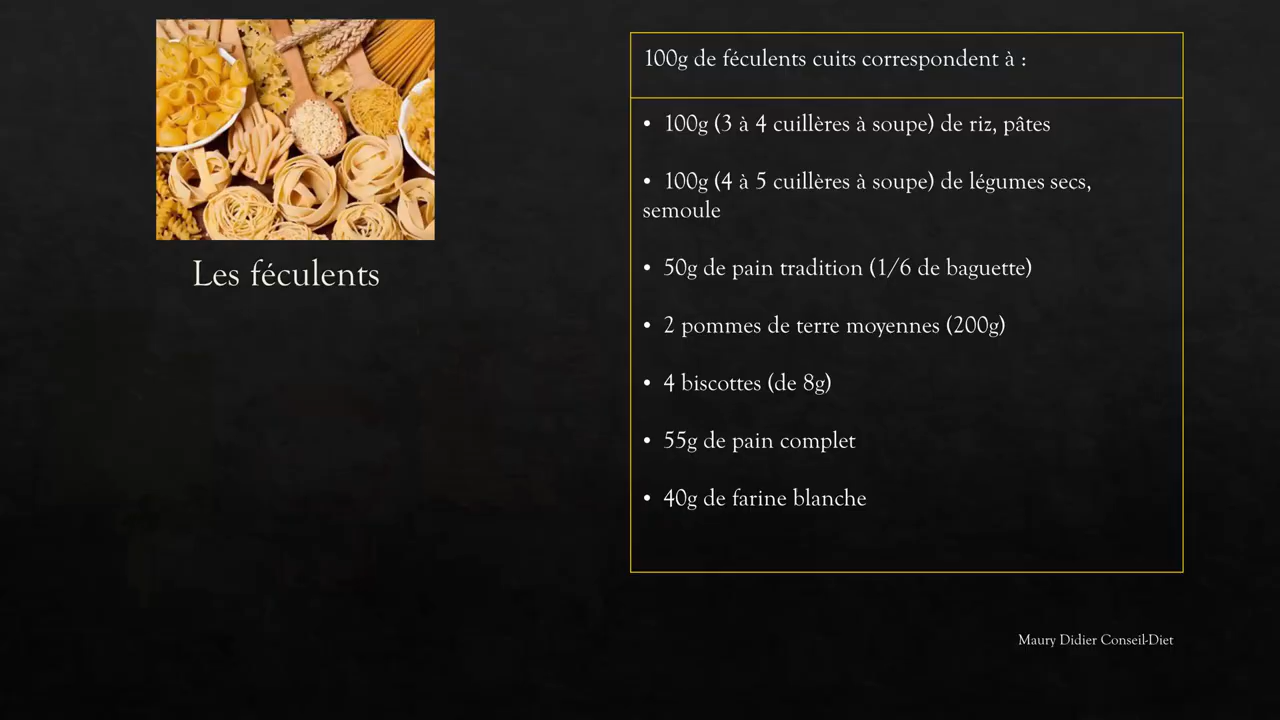 Les féculents
100g de féculents cuits correspondent à :
• 100g (3 à 4 cuillères à soupe) de riz, pâtes
• 100g (4 à 5 cuillères à soupe) de légumes secs,
semoule
• 50g de pain tradition (1/6 de baguette)
• 2 pommes de terre moyennes (200g)
• 4 biscottes (de 8g)
• 55g de pain complet
• 40g de farine blanche
Maury Didier Conseil-Diet